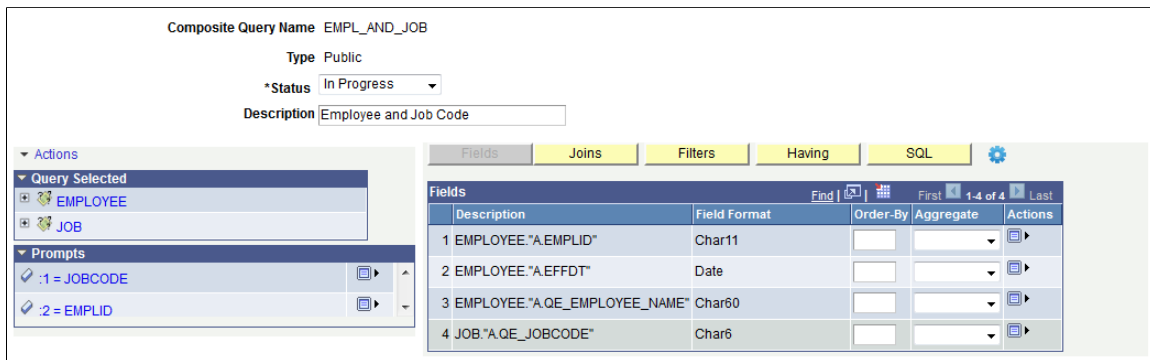 Composite Query Name EMPL_AND_JOB
Type Public
*Status In Progress
Description Employee and Job Code
Actions
Query Selected
EMPLOYEE
JOB
Prompts
:1 = JOBCODE
:2 = EMPLID
Fields Joins Filters Having SQL
Fields Find | | First 1-4 of 4 Last
Description Field Format Order-By Aggregate Actions
1 EMPLOYEE."A.EMPLID" Char11
2 EMPLOYEE."A.EFFDT" Date
3 EMPLOYEE."A.QE_EMPLOYEE_NAME" Char60
4 JOB."A.QE_JOBCODE" Char6